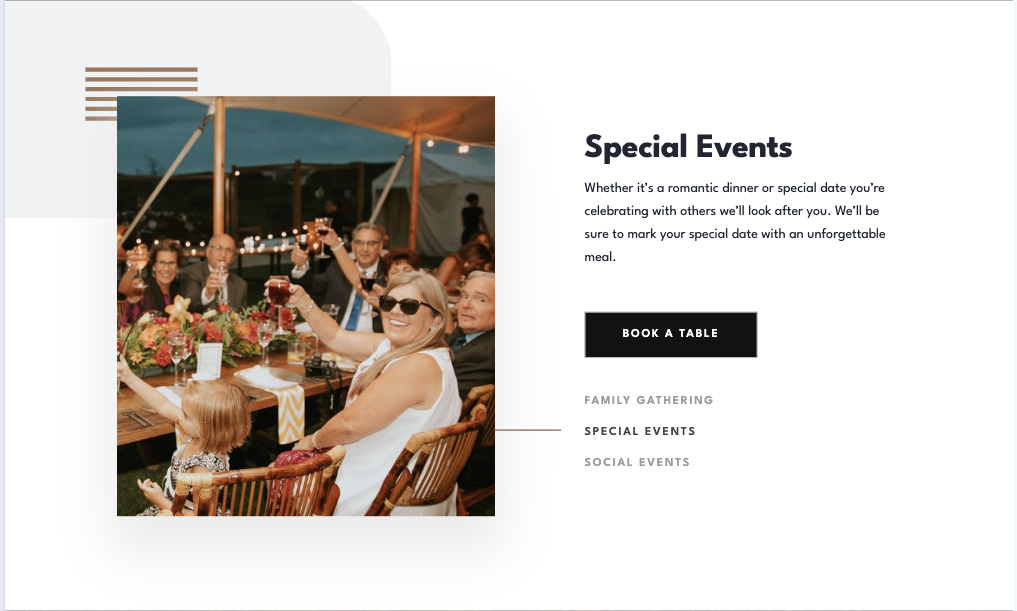 Special Events
Whether it's a romantic dinner or special date you're
celebrating with others we'll look after you. We'll be
sure to mark your special date with an unforgettable
meal.
BOOK A TABLE
FAMILY GATHERING
SPECIAL EVENTS
SOCIAL EVENTS